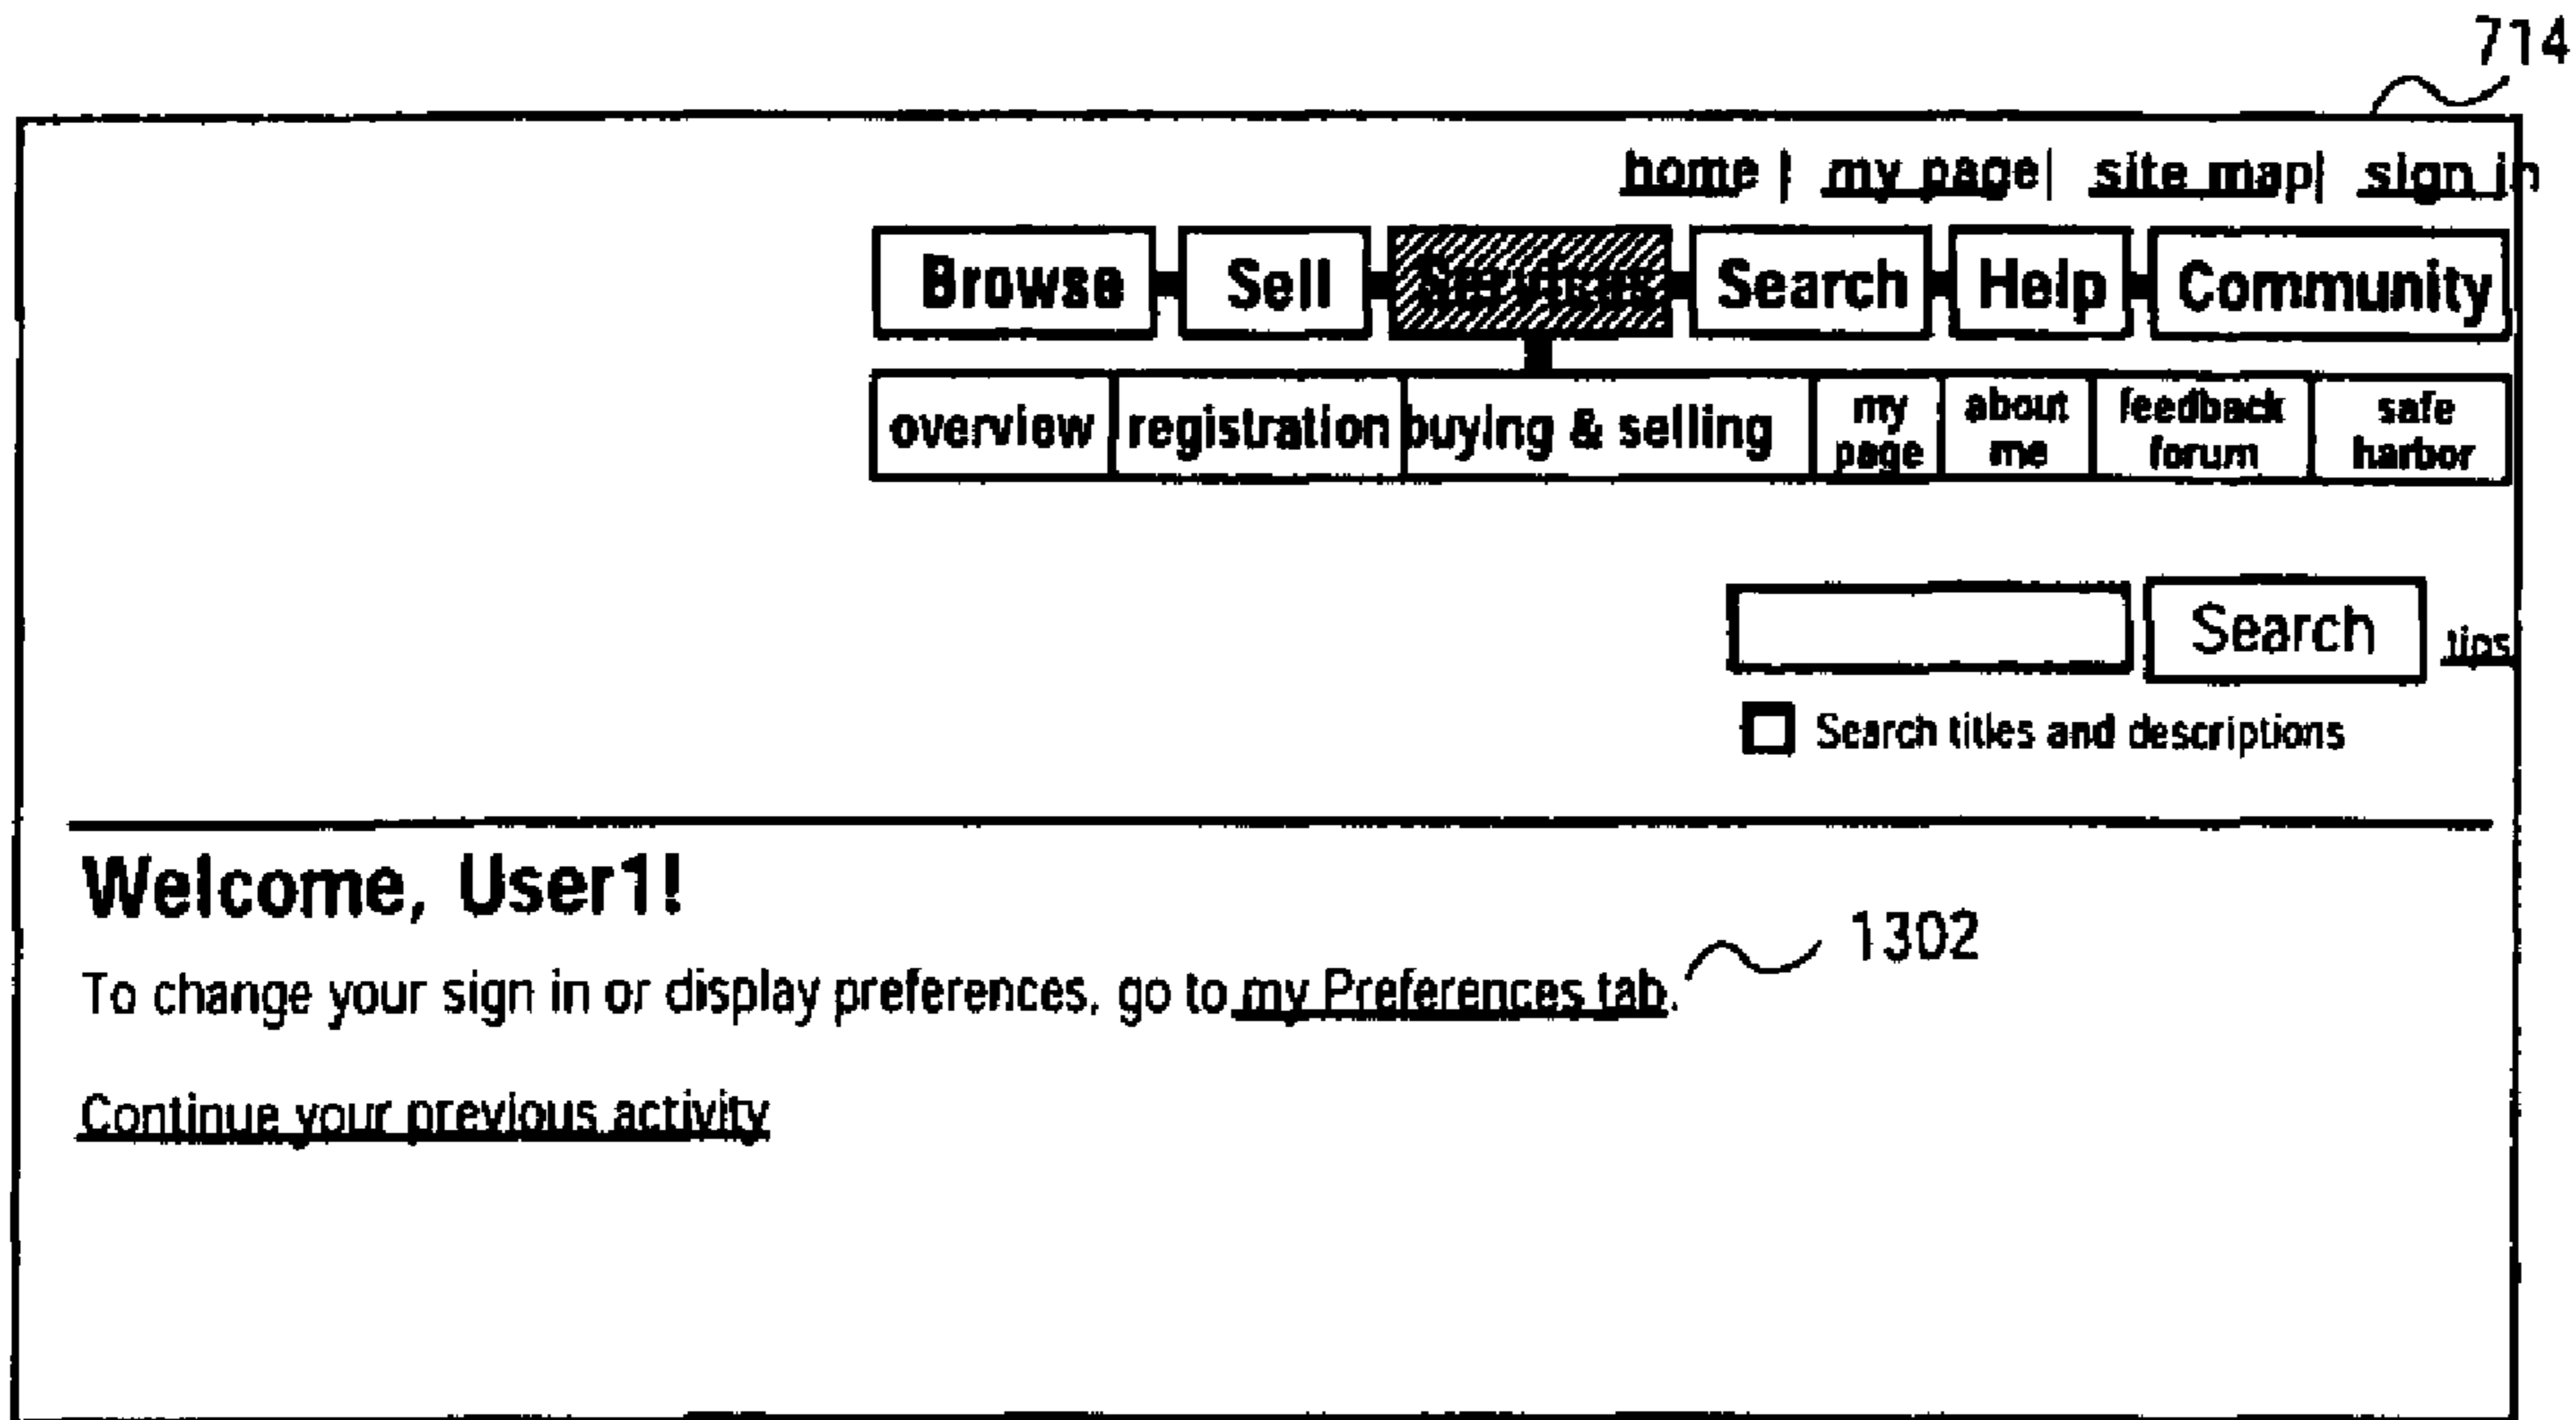 714
home | my page| site map| sign in
Browse Sell Services Search Help Community
overview registration buying & selling my page about me feedback forum safe harbor
Search tips
Search titles and descriptions
Welcome, User1!
1302
To change your sign in or display preferences, go to my Preferences tab.
Continue your previous activity